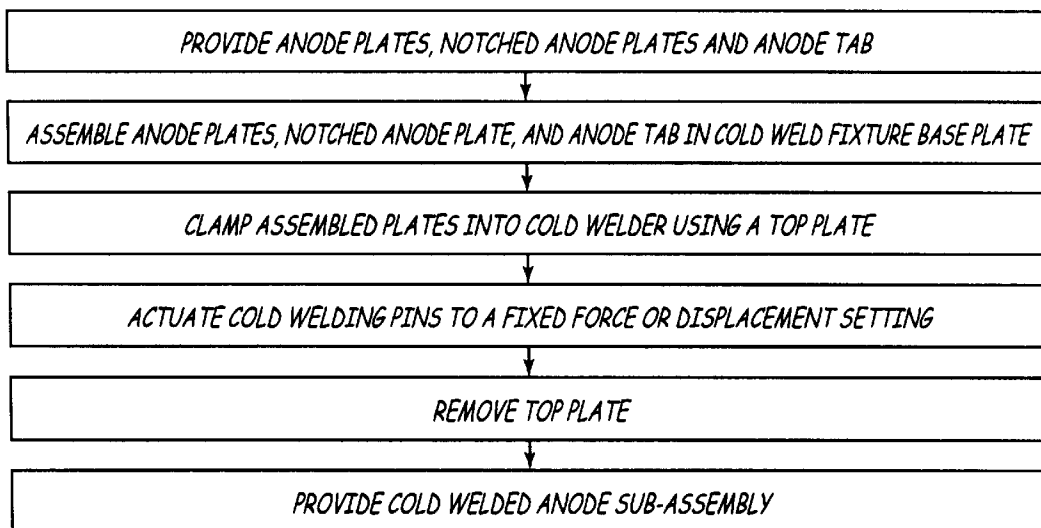 PROVIDE ANODE PLATES, NOTCHED ANODE PLATES AND ANODE TAB
ASSEMBLE ANODE PLATES, NOTCHED ANODE PLATE, AND ANODE TAB IN COLD WELD FIXTURE BASE PLATE
CLAMP ASSEMBLED PLATES INTO COLD WELDER USING A TOP PLATE
ACTUATE COLD WELDING PINS TO A FIXED FORCE OR DISPLACEMENT SETTING
REMOVE TOP PLATE
PROVIDE COLD WELDED ANODE SUB-ASSEMBLY